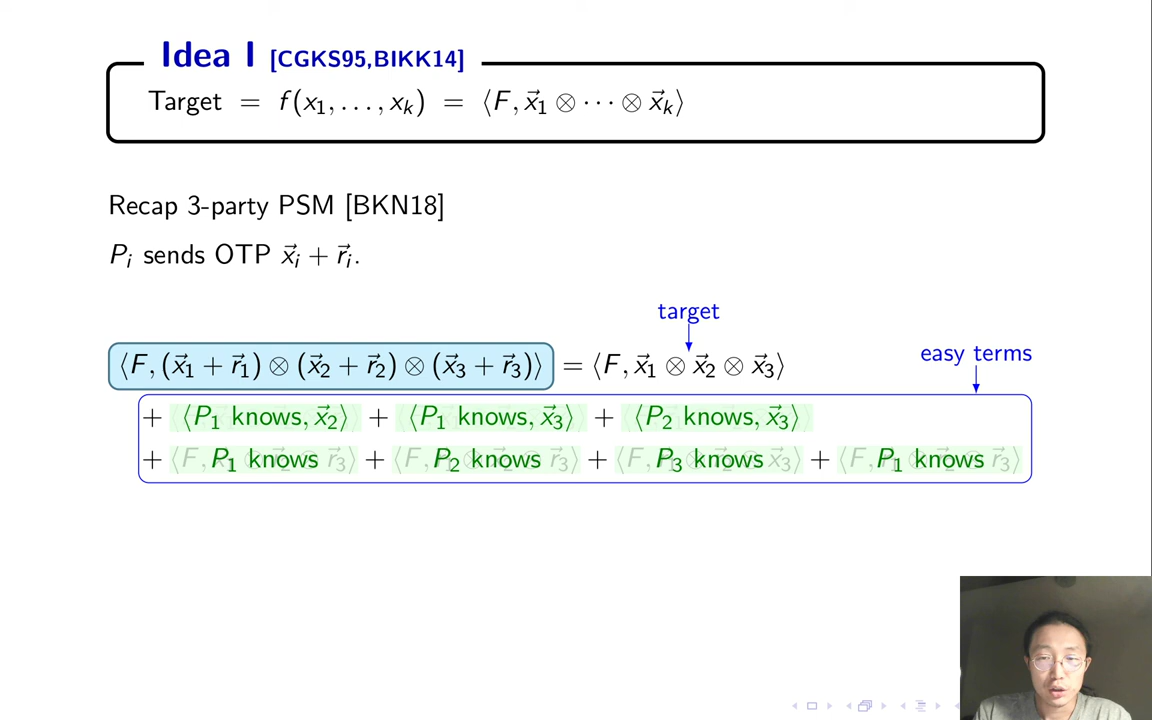 Idea I [CGKS95,BIKK14]
Target = f(x₁, . . . , xₖ) = ⟨F, x⃗₁ ⊗ · · · ⊗ x⃗ₖ⟩
Recap 3-party PSM [BKN18]
Pᵢ sends OTP x⃗ᵢ + r⃗ᵢ.
target
⟨F, (x⃗₁ + r⃗₁) ⊗ (x⃗₂ + r⃗₂) ⊗ (x⃗₃ + r⃗₃)⟩ = ⟨F, x⃗₁ ⊗ x⃗₂ ⊗ x⃗₃⟩
easy terms
+ ⟨P₁ knows, x⃗₂⟩ + ⟨P₁ knows, x⃗₃⟩ + ⟨P₂ knows, x⃗₃⟩
+ P₁ knows + P₂ knows + P₃ knows + P₁ knows